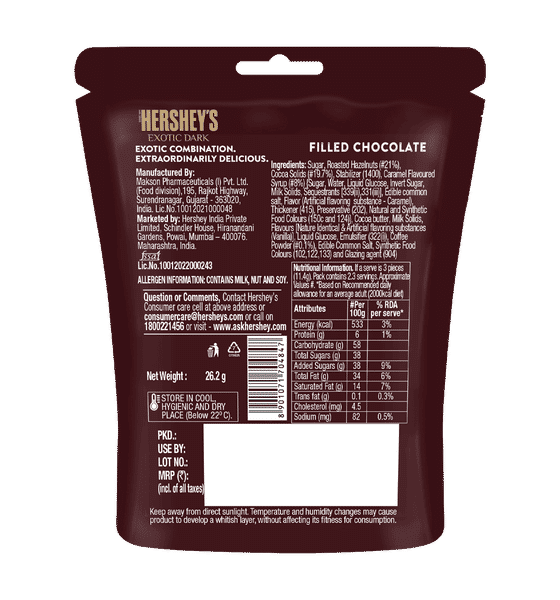 HERSHEY'S
EXOTIC DARK
EXOTIC COMBINATION.
EXTRAORDINARILY DELICIOUS.
Manufactured By:
Makson Pharmaceuticals (I) Pvt. Ltd.
(Food division),195, Rajkot Highway,
Surendranagar, Gujarat - 363020,
India. Lic.No.10012021000048
Marketed by: Hershey India Private
Limited, Schinder House, Hiranandani
Gardens, Powai, Mumbai – 400076.
Maharashtra, India.
fssai
Lic.No.10012022000243
ALLERGEN INFORMATION: CONTAINS MILK, NUT AND SOY.
Question or Comments, Contact Hershey's
Consumer care cell at above address or
consumercare@hersheys.com or call on
1800221456 or visit - www.askhershey.com
Net Weight : 26.2 g
STORE IN COOL,
HYGIENIC AND DRY
PLACE (Below 22°C).
8901071704847
FILLED CHOCOLATE
Ingredients: Sugar, Roasted Hazelnuts (#21%),
Cocoa Solids (#19.7%), Stabilizer (1400), Caramel Flavoured
Syrup (#8%) [Sugar, Water, Liquid Glucose, Invert Sugar,
Milk Solids, Sequestrants [339(ii),331(iii)], Edible common
salt, Flavor (Artificial flavoring substance - Caramel),
Thickener (415), Preservative (202), Natural and Synthetic
Food Colours (150c and 124)], Cocoa butter, Milk Solids,
Flavours [Nature Identical & Artificial flavoring substances
(Vanilla)], Liquid Glucose, Emulsifier (322(i)), Coffee
Powder (#0.1%), Edible Common Salt, Synthetic Food
Colours (102,122,133) and Glazing agent (904)
Nutritional Information. If a serve is 3 pieces
(11.4g), Pack contains 2.3 servings. Approximate
Values #. *Based on Recommended daily
allowance for an average adult (2000kcal diet)
Attributes #Per 100g % RDA per serve*
Energy (kcal) 533 3%
Protein (g) 6 1%
Carbohydrate (g) 58
Total Sugars (g) 38
Added Sugars (g) 38 9%
Total Fat (g) 34 6%
Saturated Fat (g) 14 7%
Trans fat (g) 0.1 0.3%
Cholesterol (mg) 4.5
Sodium (mg) 82 0.5%
PKD.:
USE BY:
LOT NO.:
MRP (₹):
(incl. of all taxes)
Keep away from direct sunlight. Temperature and humidity changes may cause
product to develop a whitish layer, without affecting its fitness for consumption.